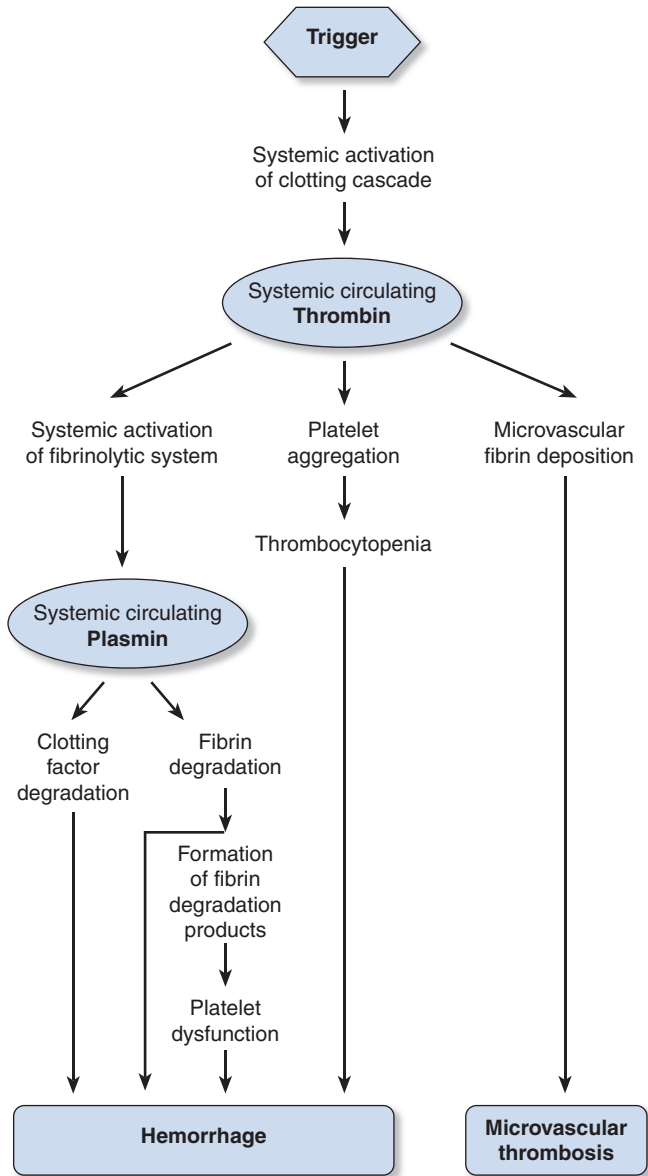 Trigger
Systemic activation
of clotting cascade
Systemic circulating
Thrombin
Systemic activation
of fibrinolytic system
Platelet
aggregation
Microvascular
fibrin deposition
Thrombocytopenia
Systemic circulating
Plasmin
Clotting
factor
degradation
Fibrin
degradation
Formation
of fibrin
degradation
products
Platelet
dysfunction
Hemorrhage
Microvascular
thrombosis